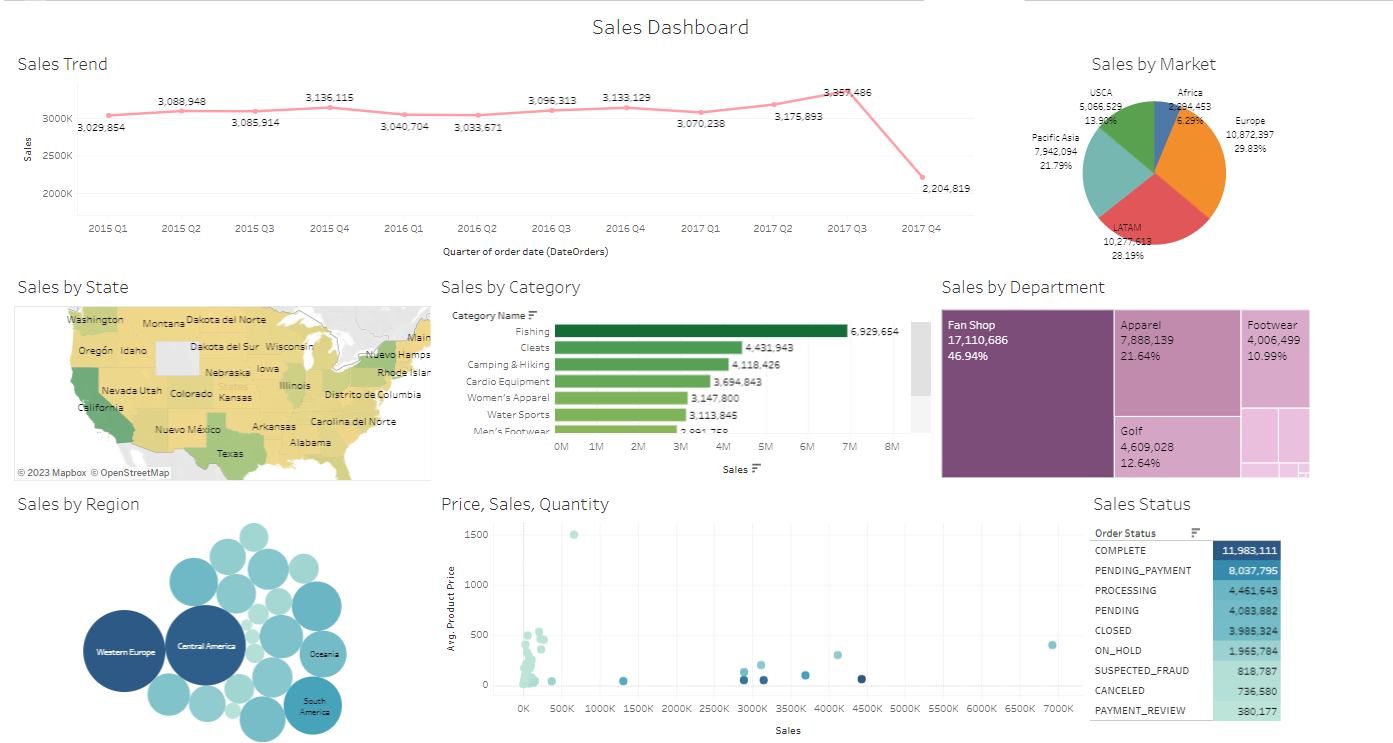 Sales Dashboard
Sales Trend
3,029,854
3,088,948
3,085,914
3,136,115
3,040,704
3,033,671
3,096,313
3,133,129
3,070,238
3,175,893
3,397,486
2,204,819
3000K
2500K
2000K
Sales
2015 Q1
2015 Q2
2015 Q3
2015 Q4
2016 Q1
2016 Q2
2016 Q3
2016 Q4
2017 Q1
2017 Q2
2017 Q3
2017 Q4
Quarter of order date (DateOrders)
Sales by Market
USCA
5,066,529
13.90%
Africa
2,294,453
6.29%
Europe
10,872,397
29.83%
Pacific Asia
7,942,094
21.79%
LATAM
10,277,613
28.19%
Sales by State
Washington
Montana
Dakota del Norte
Main
Oregón
Idaho
Dakota del Sur
Wisconsin
Nuevo Hamps
Nebraska
Iowa
Rhode Islan
Nevada
Utah
Colorado
States
Kansas
Illinois
Distrito de Columbia
California
Nuevo México
Arkansas
Carolina del Norte
Alabama
Texas
© 2023 Mapbox © OpenStreetMap
Sales by Category
Category Name
Fishing 6,929,654
Cleats 4,431,943
Camping & Hiking 4,118,426
Cardio Equipment 3,694,843
Women's Apparel 3,147,800
Water Sports 3,113,845
Men's Footwear 2,891,758
0M
1M
2M
3M
4M
5M
6M
7M
8M
Sales
Sales by Department
Fan Shop
17,110,686
46.94%
Apparel
7,888,139
21.64%
Footwear
4,006,499
10.99%
Golf
4,609,028
12.64%
Sales by Region
Western Europe
Central America
Oceania
South
America
Price, Sales, Quantity
1500
1000
500
0
Avg. Product Price
0K
500K
1000K
1500K
2000K
2500K
3000K
3500K
4000K
4500K
5000K
5500K
6000K
6500K
7000K
Sales
Sales Status
Order Status
COMPLETE 11,983,111
PENDING_PAYMENT 8,037,795
PROCESSING 4,461,643
PENDING 4,083,882
CLOSED 3,985,324
ON_HOLD 1,965,784
SUSPECTED_FRAUD 818,787
CANCELED 736,580
PAYMENT_REVIEW 380,177